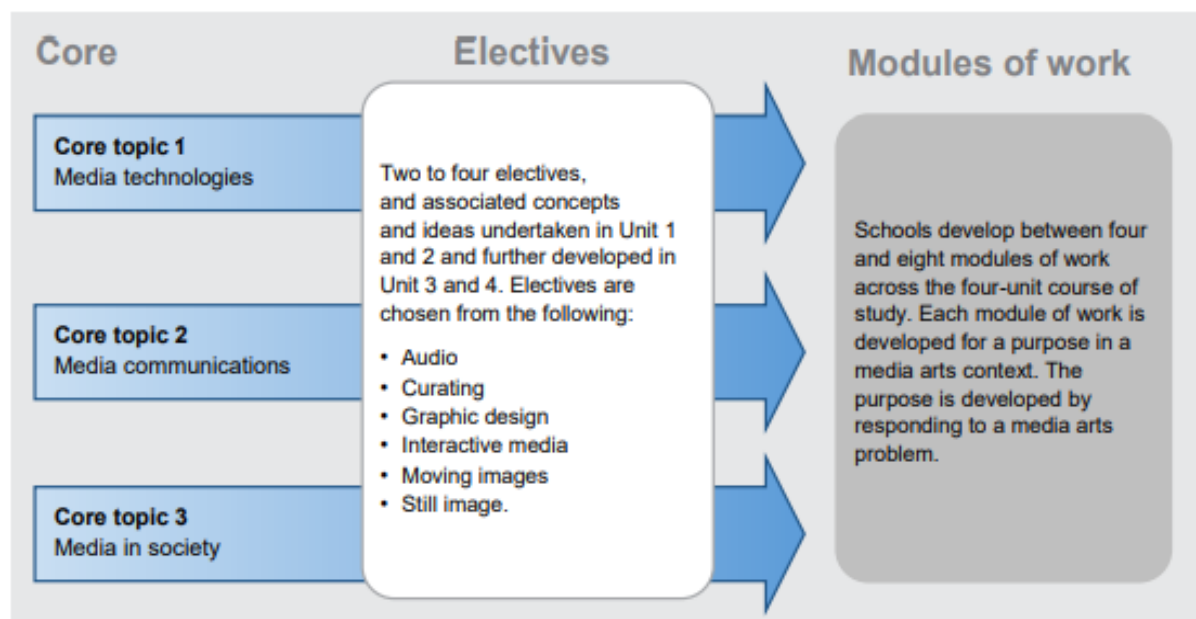 Core
Electives
Modules of work
Core topic 1
Media technologies
Core topic 2
Media communications
Core topic 3
Media in society
Two to four electives,
and associated concepts
and ideas undertaken in Unit 1
and 2 and further developed in
Unit 3 and 4. Electives are
chosen from the following:
• Audio
• Curating
• Graphic design
• Interactive media
• Moving images
• Still image.
Schools develop between four
and eight modules of work
across the four-unit course of
study. Each module of work is
developed for a purpose in a
media arts context. The
purpose is developed by
responding to a media arts
problem.